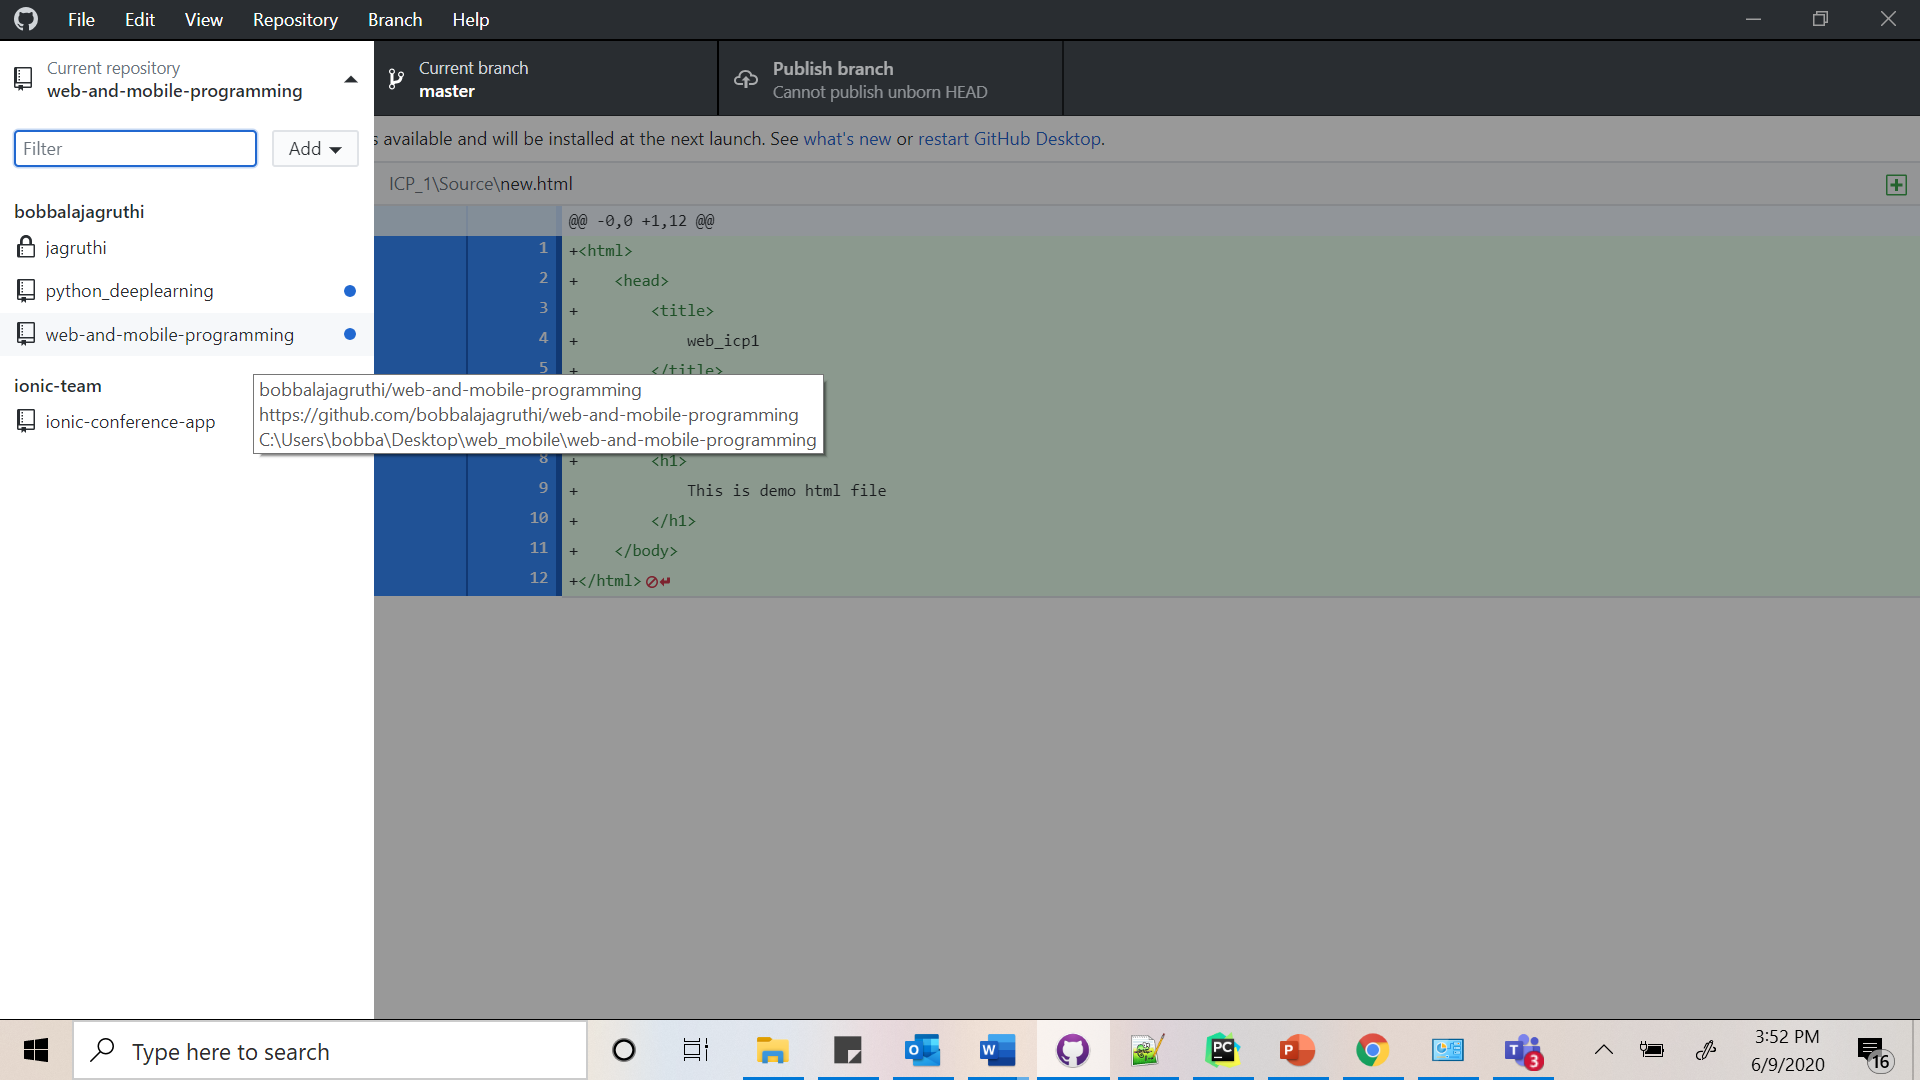 File Edit View Repository Branch Help
Current repository
web-and-mobile-programming
Current branch
master
Publish branch
Cannot publish unborn HEAD
Filter
Add
s available and will be installed at the next launch. See what's new or restart GitHub Desktop.
ICP_1\Source\new.html
bobbalajagruthi
jagruthi
python_deeplearning
web-and-mobile-programming
ionic-team
ionic-conference-app
bobbalajagruthi/web-and-mobile-programming
https://github.com/bobbalajagruthi/web-and-mobile-programming
C:\Users\bobba\Desktop\web_mobile\web-and-mobile-programming
@@ -0,0 +1,12 @@
1 +<html>
2 + <head>
3 + <title>
4 + web_icp1
5 + </title>
8 + <h1>
9 + This is demo html file
10 + </h1>
11 + </body>
12 +</html>
Type here to search
3
3:52 PM
6/9/2020
16